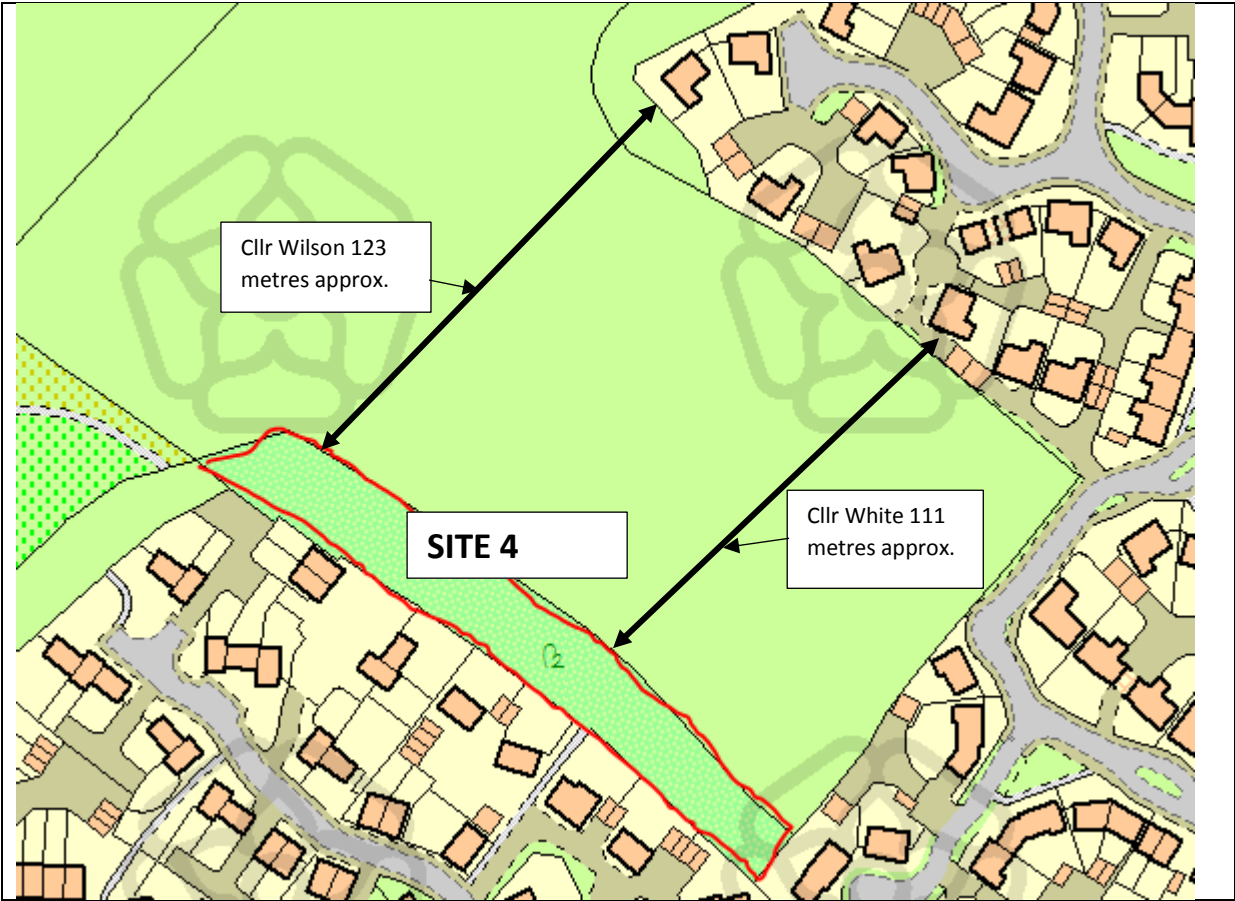 Cllr Wilson 123
metres approx.
SITE 4
Cllr White 111
metres approx.